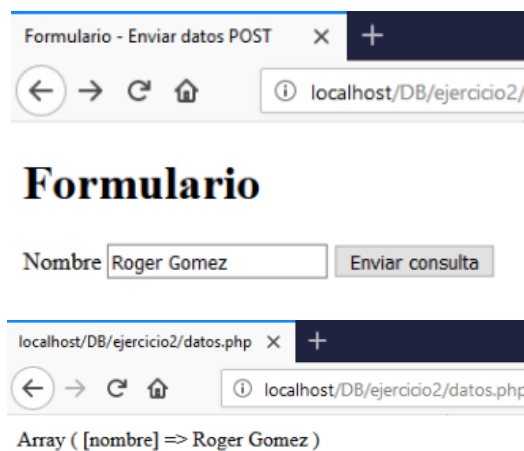 Formulario - Enviar datos POST
localhost/DB/ejercicio2/
Formulario
Nombre Roger Gomez Enviar consulta
localhost/DB/ejercicio2/datos.php
localhost/DB/ejercicio2/datos.php
Array ( [nombre] => Roger Gomez )